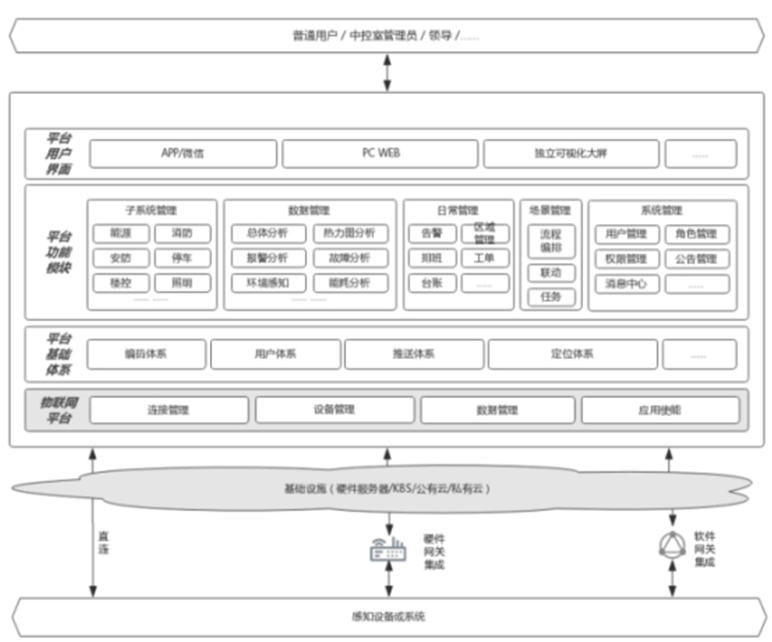 普通用户 / 中控室管理员 / 领导 /......
平台
用户
界面
APP/微信
PC WEB
独立可视化大屏
......
平台
功能
模块
子系统管理
能源
消防
安防
停车
梯控
照明
...... ......
数据管理
总体分析
热力图分析
报警分析
故障分析
环境感知
能耗分析
...... ......
日常管理
告警
区域
管理
排班
工单
台账
......
场景管理
流程
编排
联动
任务
系统管理
用户管理
角色管理
权限管理
公告管理
消息中心
......
平台
基础
体系
编码体系
用户体系
推送体系
定位体系
......
物联网
平台
连接管理
设备管理
数据管理
应用使能
基础设施（硬件服务器/KBS/公有云/私有云）
直
连
硬件
网关
集成
软件
网关
集成
感知设备或系统